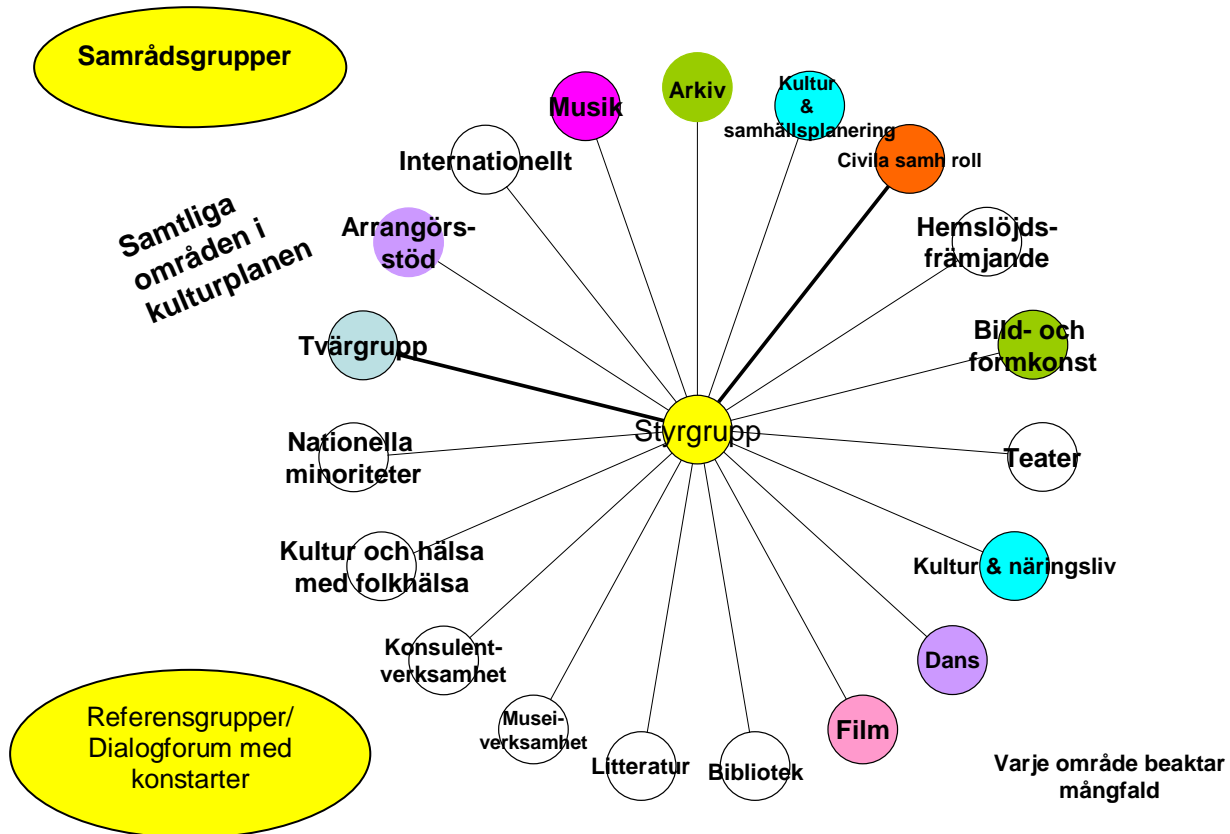 Samrådsgrupper
Musik
Arkiv
Kultur
&
samhällsplanering
Civila samh roll
Internationellt
Samtliga
områden i
kulturplanen
Arrangörs-
stöd
Hemslöjds-
främjande
Tvärgrupp
Bild- och
formkonst
Styrgrupp
Nationella
minoriteter
Teater
Kultur och hälsa
med folkhälsa
Kultur & näringsliv
Konsulent-
verksamhet
Dans
Musei-
verksamhet
Film
Litteratur
Bibliotek
Referensgrupper/
Dialogforum med
konstarter
Varje område beaktar
mångfald